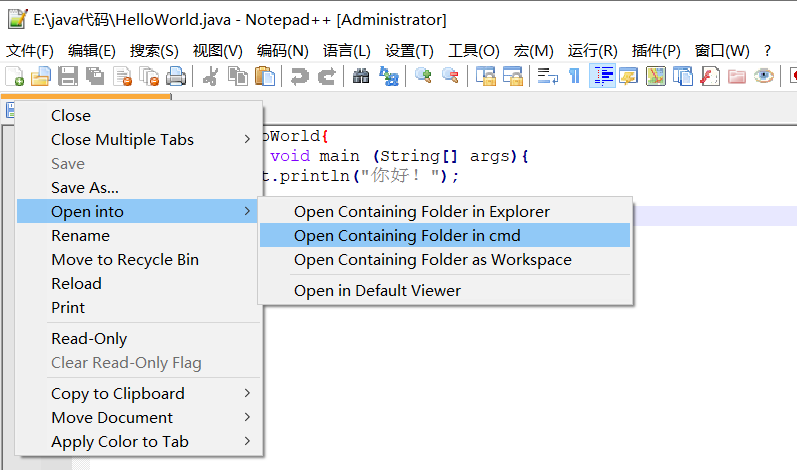 E:\java代码\HelloWorld.java - Notepad++ [Administrator]
文件(F) 编辑(E) 搜索(S) 视图(V) 编码(N) 语言(L) 设置(T) 工具(O) 宏(M) 运行(R) 插件(P) 窗口(W) ?
Close
Close Multiple Tabs
Save
Save As...
Open into
Rename
Move to Recycle Bin
Reload
Print
Read-Only
Clear Read-Only Flag
Copy to Clipboard
Move Document
Apply Color to Tab
oWorld{
void main (String[] args){
t.println("你好！");
Open Containing Folder in Explorer
Open Containing Folder in cmd
Open Containing Folder as Workspace
Open in Default Viewer